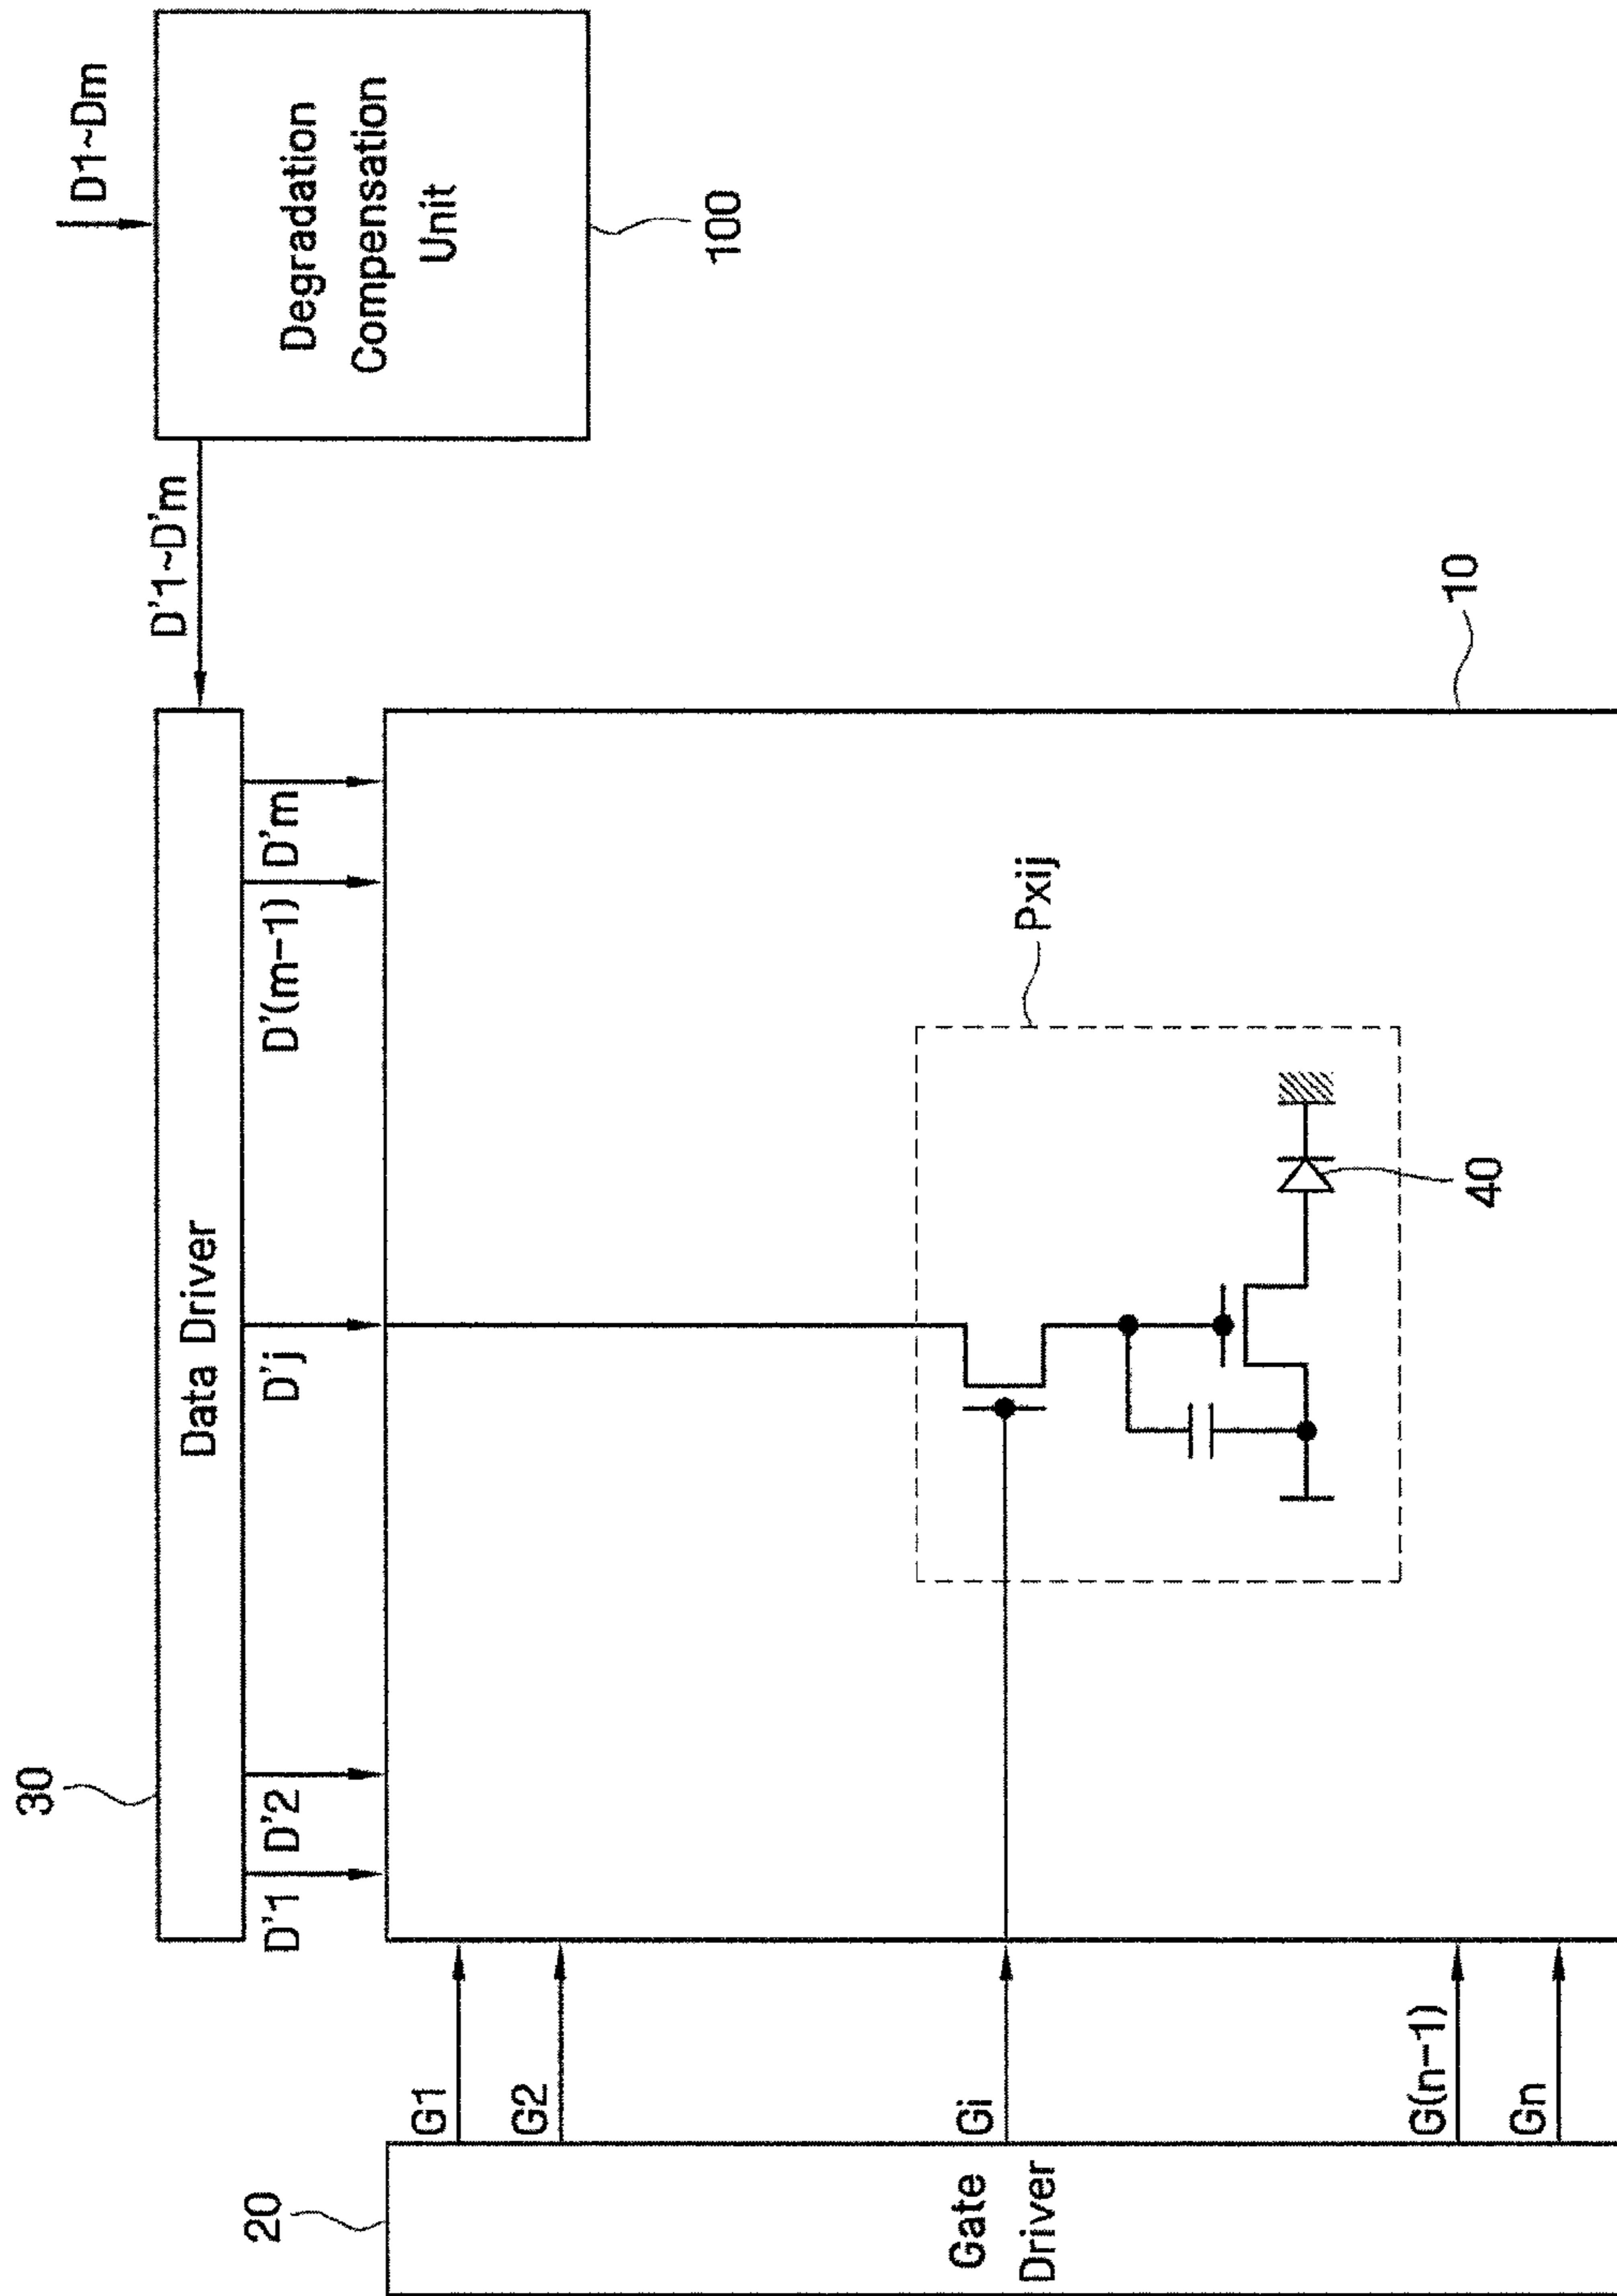 D1~Dm
Degradation
Compensation
Unit
100
D'1~D'm
30
Data Driver
D'1
D'2
D'j
D'(m-1)
D'm
10
20
Gate
Driver
G1
G2
Gi
G(n-1)
Gn
Pxij
40